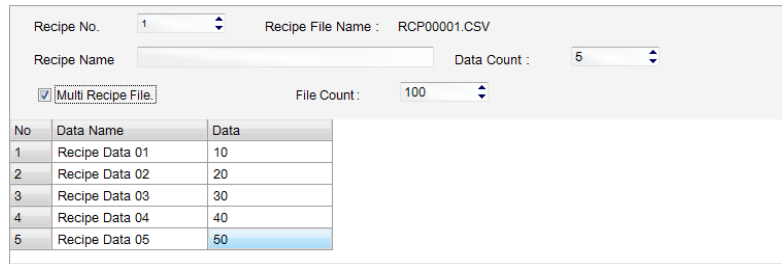 Recipe No. 1 Recipe File Name : RCP00001.CSV
Recipe Name Data Count : 5
Multi Recipe File. File Count : 100
No Data Name Data
1 Recipe Data 01 10
2 Recipe Data 02 20
3 Recipe Data 03 30
4 Recipe Data 04 40
5 Recipe Data 05 50